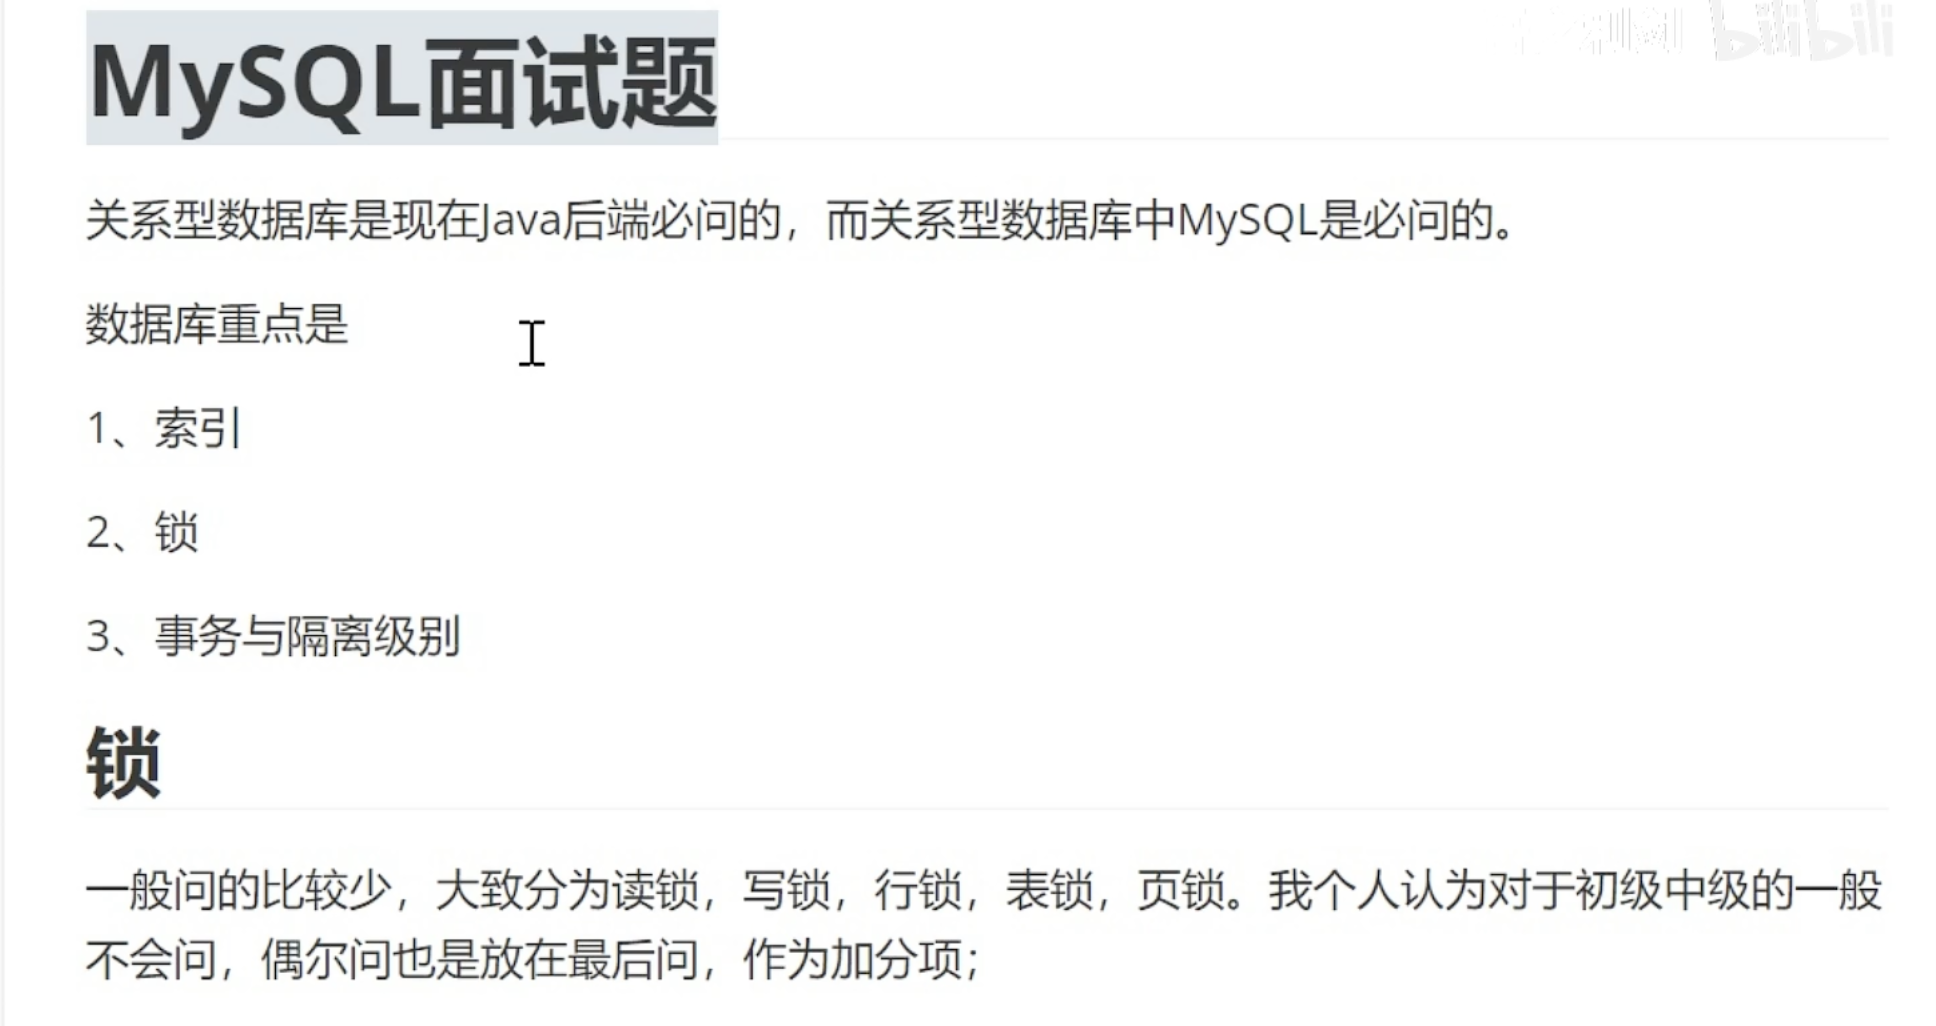 MySQL面试题
关系型数据库是现在Java后端必问的，而关系型数据库中MySQL是必问的。
数据库重点是
1、索引
2、锁
3、事务与隔离级别
锁
一般问的比较少，大致分为读锁，写锁，行锁，表锁，页锁。我个人认为对于初级中级的一般
不会问，偶尔问也是放在最后问，作为加分项；
bilibili